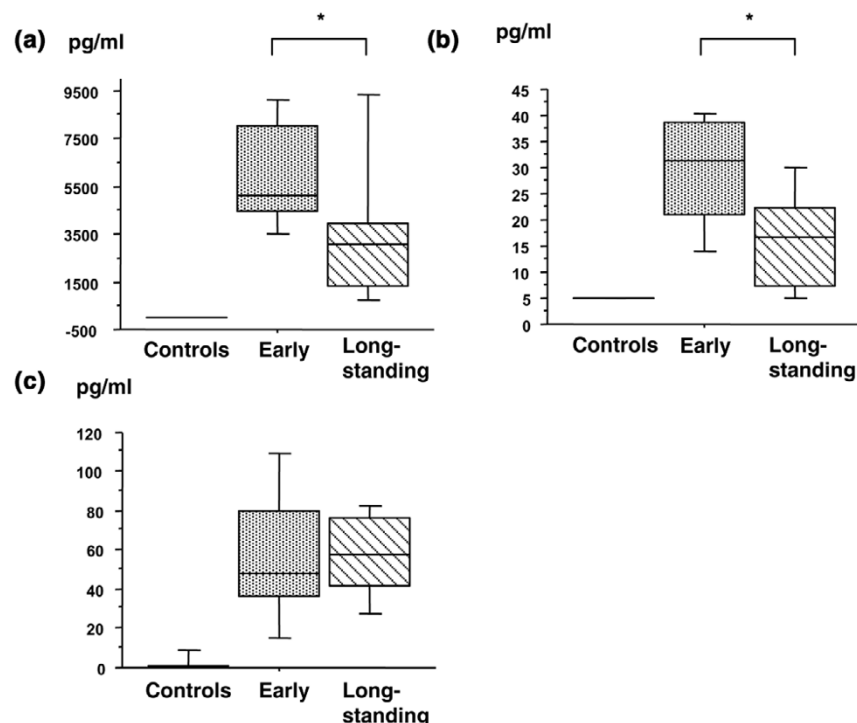 (a)
pg/ml
*
9500
7500
5500
3500
1500
-500
Controls
Early
Long-
standing
(b)
pg/ml
*
45
40
35
30
25
20
15
10
5
0
Controls
Early
Long-
standing
(c)
pg/ml
120
100
80
60
40
20
0
Controls
Early
Long-
standing